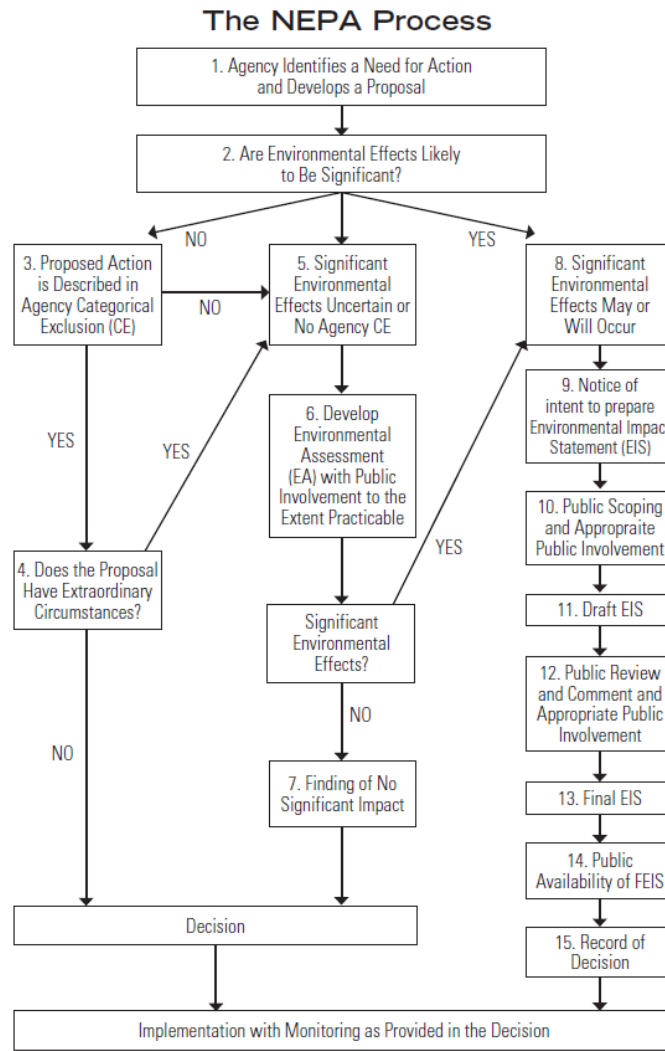 The NEPA Process
1. Agency Identifies a Need for Action
and Develops a Proposal
2. Are Environmental Effects Likely
to Be Significant?
NO
YES
3. Proposed Action
is Described in
Agency Categorical
Exclusion (CE)
NO
5. Significant
Environmental
Effects Uncertain or
No Agency CE
8. Significant
Environmental
Effects May or
Will Occur
YES
YES
6. Develop
Environmental
Assessment
(EA) with Public
Involvement to the
Extent Practicable
YES
9. Notice of
intent to prepare
Environmental Impac
Statement (EIS)
10. Public Scoping
and Appropraite
Public Involvement
4. Does the Proposal
Have Extraordinary
Circumstances?
Significant
Environmental
Effects?
11. Draft EIS
12. Public Review
and Comment and
Appropriate Public
Involvement
NO
NO
7. Finding of No
Significant Impact
13. Final EIS
14. Public
Availability of FEIS
Decision
15. Record of
Decision
Implementation with Monitoring as Provided in the Decision